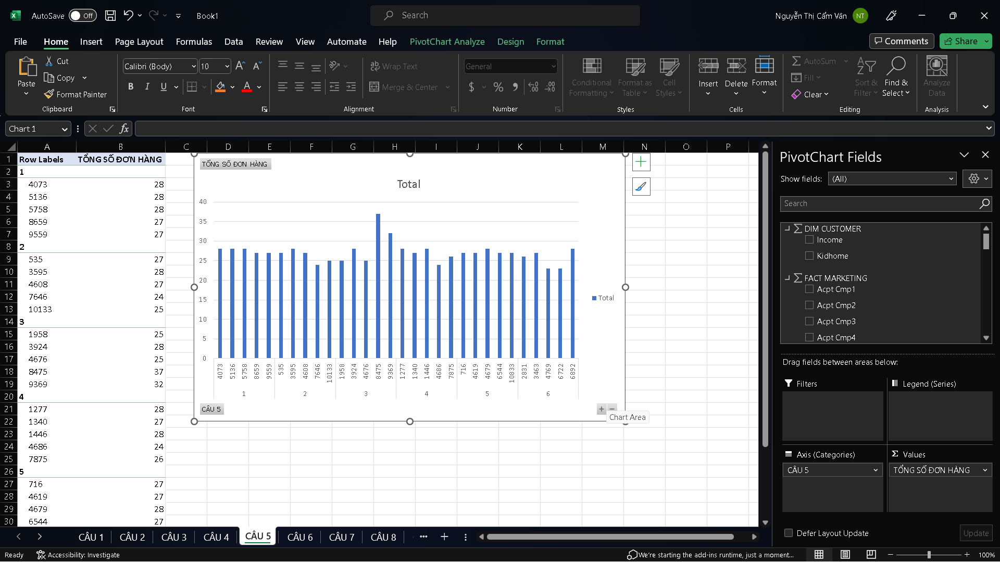 AutoSave Off Book1 Search Nguyễn Thị Cẩm Vân NT
File Home Insert Page Layout Formulas Data Review View Automate Help PivotChart Analyze Design Format Comments Share
Paste Cut Copy Format Painter
Clipboard
Calibri (Body) 10
Font
Wrap Text
Merge & Center
Alignment
General
Number
Conditional Formatting
Format as Table
Cell Styles
Styles
Insert Delete Format
Cells
AutoSum
Fill
Clear
Sort & Filter
Find & Select
Editing
Analyze Data
Analysis
Chart 1
fx
A B C D E F G H I J K L M N O P
1 Row Labels TỔNG SỐ ĐƠN HÀNG
2 1
3 4073 28
4 5136 28
5 5758 28
6 8659 27
7 9559 27
8 2
9 535 27
10 3595 28
11 4608 27
12 7646 24
13 10133 25
14 3
15 1958 25
16 3924 28
17 4676 25
18 8475 37
19 9369 32
20 4
21 1277 28
22 1340 27
23 1446 28
24 4686 24
25 7875 26
26 5
27 716 27
28 4619 27
29 4679 28
30 6544 27
TỔNG SỐ ĐƠN HÀNG
Total
40
35
30
25
20
15
10
5
0
4073 5136 5758 8659 9559 535 3595 4608 7646 10133 1958 3924 4676 8475 9369 1277 1340 1446 4686 7875 716 4619 4679 6544 10833 2831 3463 4769 6722 6892
1 2 3 4 5 6
Total
CÂU 5
Chart Area
PivotChart Fields
Show fields: (All)
Search
DIM CUSTOMER
Income
Kidhome
FACT MARKETING
Acpt Cmp1
Acpt Cmp2
Acpt Cmp3
Acpt Cmp4
Drag fields between areas below:
Filters Legend (Series)
Axis (Categories) Values
CÂU 5 TỔNG SỐ ĐƠN HÀNG
Defer Layout Update Update
CÂU 1 CÂU 2 CÂU 3 CÂU 4 CÂU 5 CÂU 6 CÂU 7 CÂU 8
Ready Accessibility: Investigate We're starting the add-ins runtime, just a moment... 100%